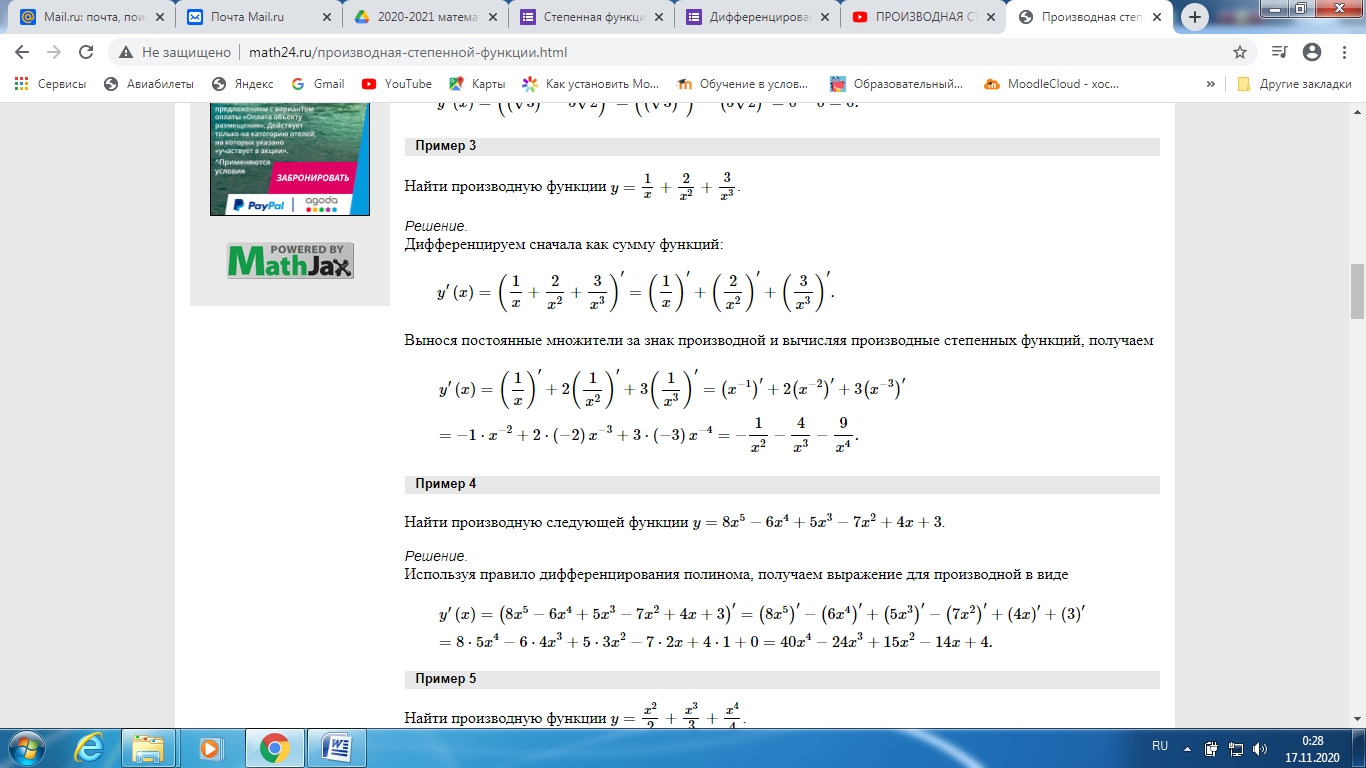 Mail.ru: почта, пои
Почта Mail.ru
2020-2021 математ
Степенная функци
Дифференцирова
ПРОИЗВОДНАЯ СТ
Производная степ
Не защищено | math24.ru/производная-степенной-функции.html
Сервисы Авиабилеты Яндекс Gmail YouTube Карты Как установить Mo... Обучение в услов... Образовательный... MoodleCloud - хос... » Другие закладки
предложениям с вариантом
оплаты «Оплата объекту
размещения». Действует
только на категорию отелей,
на которых указано
«участвует в акции».
^Применяются
условия
ЗАБРОНИРОВАТЬ
PayPal | agoda
POWERED BY
MathJax
Пример 3
Найти производную функции y = 1/x + 2/x² + 3/x³.
Решение.
Дифференцируем сначала как сумму функций:
y′(x) = (1/x + 2/x² + 3/x³)′ = (1/x)′ + (2/x²)′ + (3/x³)′.
Вынося постоянные множители за знак производной и вычисляя производные степенных функций, получаем
y′(x) = (1/x)′ + 2(1/x²)′ + 3(1/x³)′ = (x⁻¹)′ + 2(x⁻²)′ + 3(x⁻³)′
= −1 · x⁻² + 2 · (−2) x⁻³ + 3 · (−3) x⁻⁴ = −1/x² − 4/x³ − 9/x⁴.
Пример 4
Найти производную следующей функции y = 8x⁵ − 6x⁴ + 5x³ − 7x² + 4x + 3.
Решение.
Используя правило дифференцирования полинома, получаем выражение для производной в виде
y′(x) = (8x⁵ − 6x⁴ + 5x³ − 7x² + 4x + 3)′ = (8x⁵)′ − (6x⁴)′ + (5x³)′ − (7x²)′ + (4x)′ + (3)′
= 8 · 5x⁴ − 6 · 4x³ + 5 · 3x² − 7 · 2x + 4 · 1 + 0 = 40x⁴ − 24x³ + 15x² − 14x + 4.
Пример 5
Найти производную функции y = x²/2 + x³/3 + x⁴/4.
RU
0:28
17.11.2020